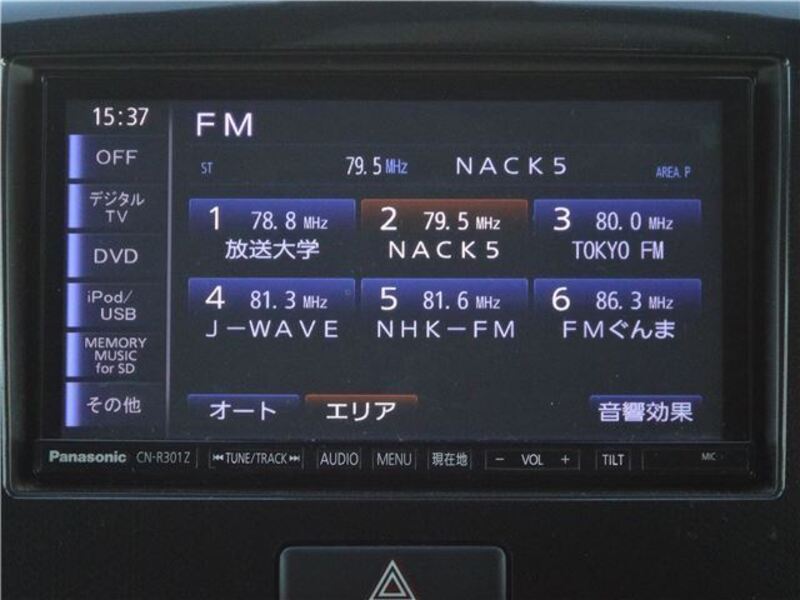 15:37
FM
OFF
ST 79.5 MHz NACK5 AREA.P
デジタル
TV
1 78.8 MHz 2 79.5 MHz 3 80.0 MHz
放送大学 NACK5 TOKYO FM
DVD
iPod/
USB
4 81.3 MHz 5 81.6 MHz 6 86.3 MHz
J-WAVE NHK-FM FMぐんま
MEMORY
MUSIC
for SD
その他
オート エリア 音響効果
Panasonic CN-R301Z TUNE/TRACK AUDIO MENU 現在地 - VOL + TILT MIC